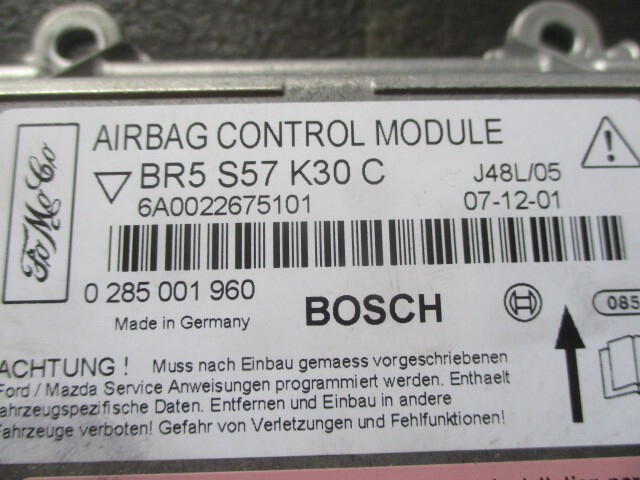 FoMoCo
AIRBAG CONTROL MODULE
BR5 S57 K30 C J48L/05
6A0022675101 07-12-01
0 285 001 960 BOSCH 085
Made in Germany
ACHTUNG ! Muss nach Einbau gemaess vorgeschriebenen
Ford / Mazda Service Anweisungen programmiert werden. Enthaelt
ahrzeugspezifische Daten. Entfernen und Einbau in andere
Fahrzeuge verboten! Gefahr von Verletzungen und Fehlfunktionen!